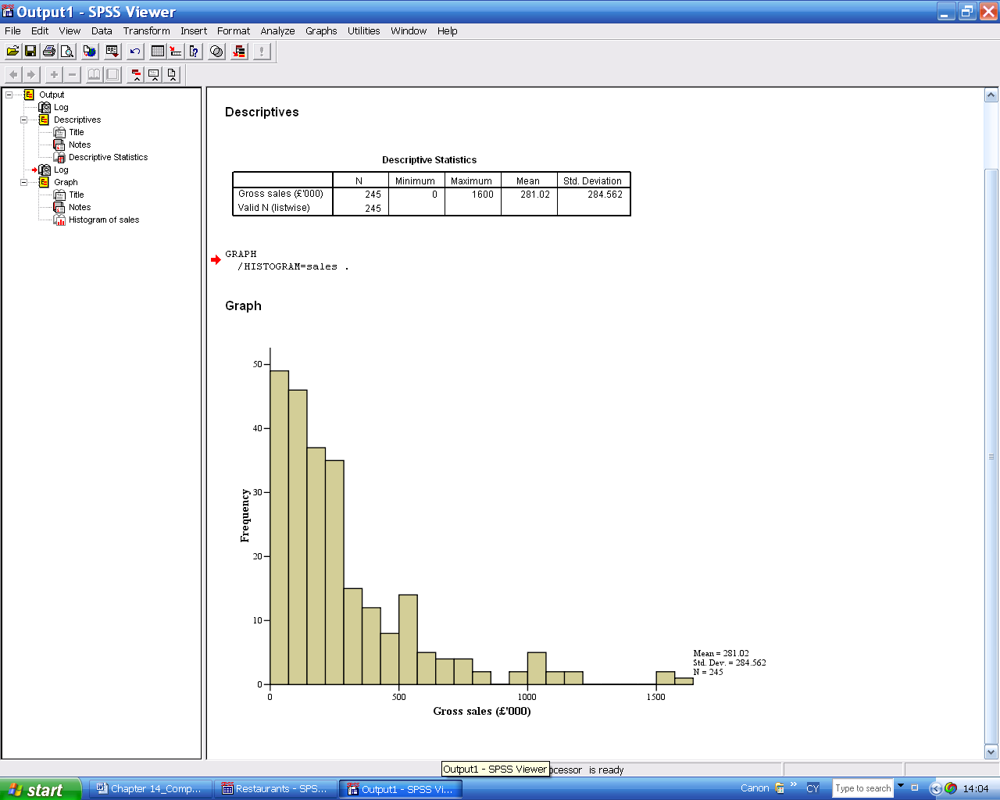 Output1 - SPSS Viewer
File Edit View Data Transform Insert Format Analyze Graphs Utilities Window Help
Output
Log
Descriptives
Title
Notes
Descriptive Statistics
Log
Graph
Title
Notes
Histogram of sales
Descriptives
Descriptive Statistics
N Minimum Maximum Mean Std. Deviation
Gross sales (£'000) 245 0 1600 281.02 284.562
Valid N (listwise) 245
GRAPH
/HISTOGRAM=sales .
Graph
50
40
30
20
10
0
Frequency
0 500 1000 1500
Gross sales (£'000)
Mean = 281.02
Std. Dev. = 284.562
N = 245
Output1 - SPSS Viewer
ocessor is ready
start
Chapter 14_Comp...
Restaurants - SPS...
Output1 - SPSS Vi...
Canon
»
CY
Type to search
14:04